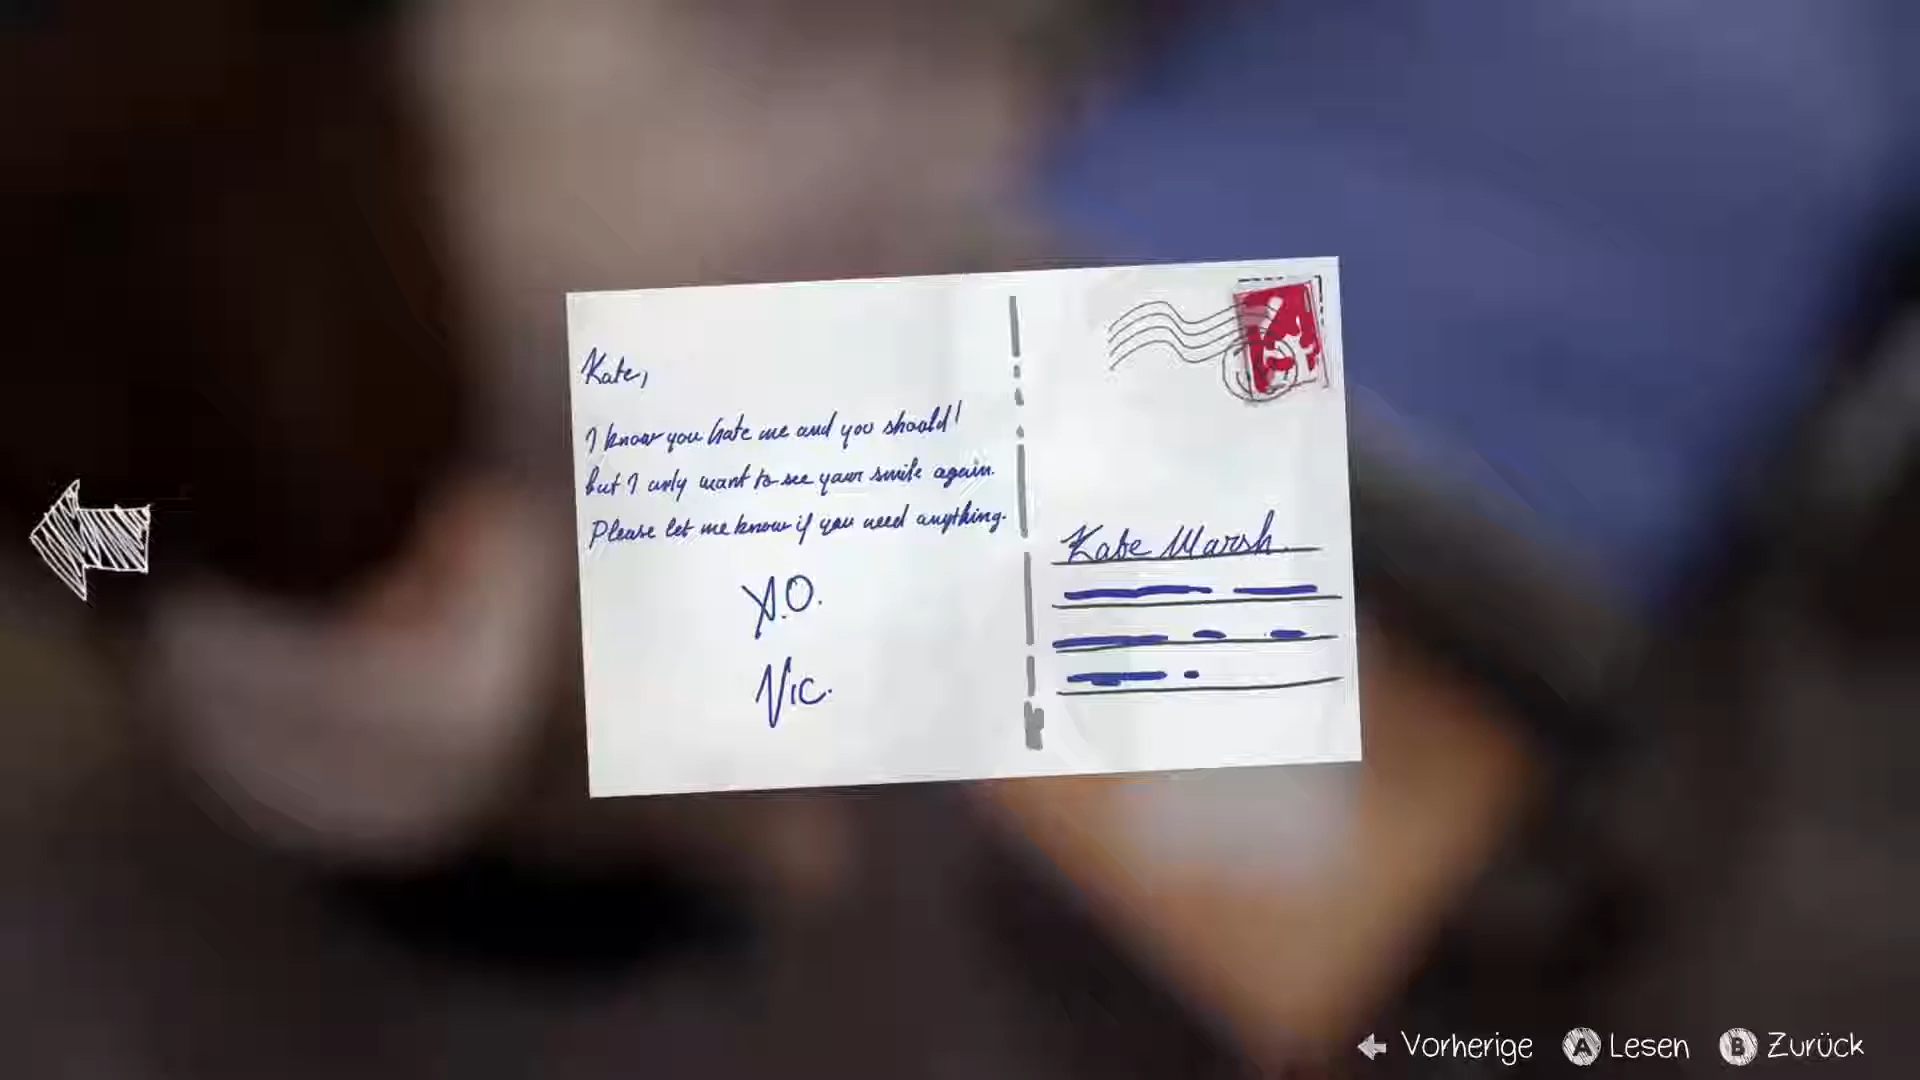 Kate,
I know you hate me and you should!
but I only want to see your smile again.
Please let me know if you need anything.
X.O.
Vic.
Kate Marsh
Vorherige
A Lesen
B Zurück